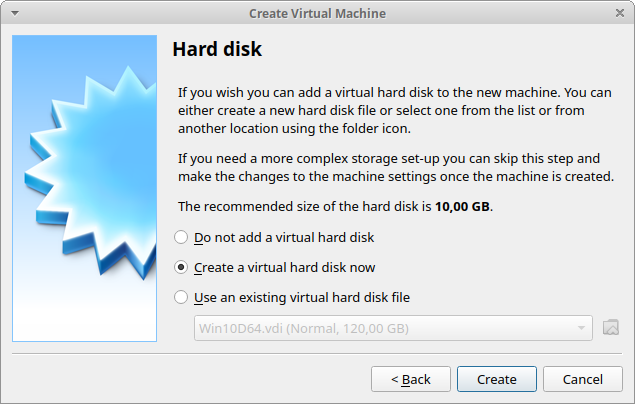 Create Virtual Machine
Hard disk
If you wish you can add a virtual hard disk to the new machine. You can
either create a new hard disk file or select one from the list or from
another location using the folder icon.
If you need a more complex storage set-up you can skip this step and
make the changes to the machine settings once the machine is created.
The recommended size of the hard disk is 10,00 GB.
Do not add a virtual hard disk
Create a virtual hard disk now
Use an existing virtual hard disk file
Win10D64.vdi (Normal, 120,00 GB)
< Back
Create
Cancel